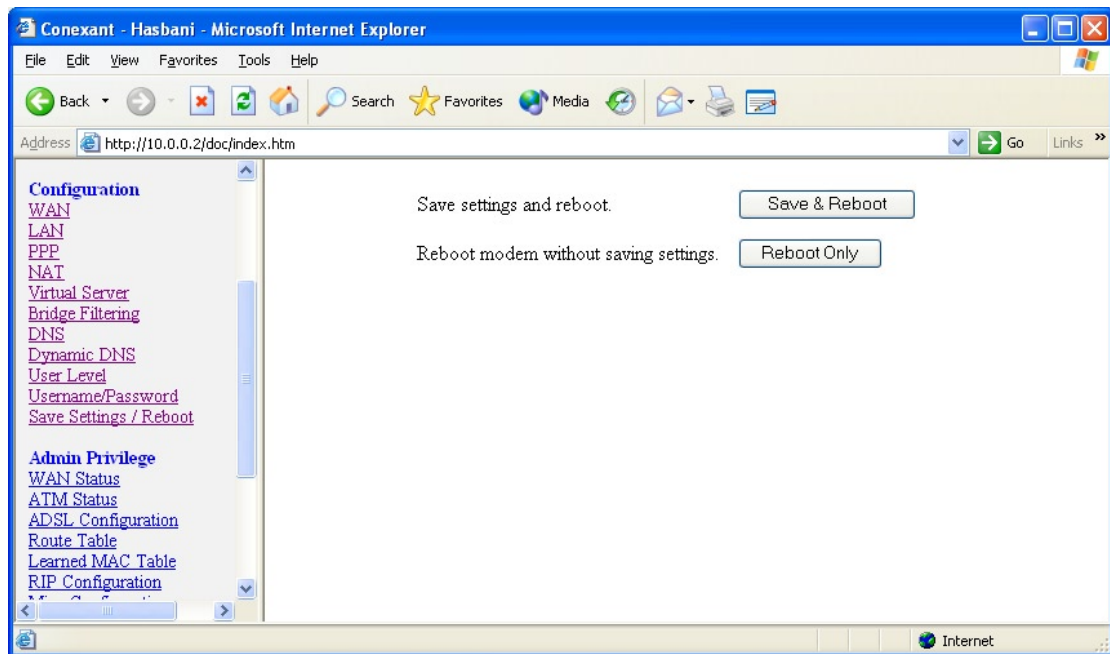 Conexant - Hasbani - Microsoft Internet Explorer
File Edit View Favorites Tools Help
Back Search Favorites Media
Address http://10.0.0.2/doc/index.htm Go Links »
Configuration
WAN
LAN
PPP
NAT
Virtual Server
Bridge Filtering
DNS
Dynamic DNS
User Level
Username/Password
Save Settings / Reboot
Admin Privilege
WAN Status
ATM Status
ADSL Configuration
Route Table
Learned MAC Table
RIP Configuration
Save settings and reboot. Save & Reboot
Reboot modem without saving settings. Reboot Only
Internet